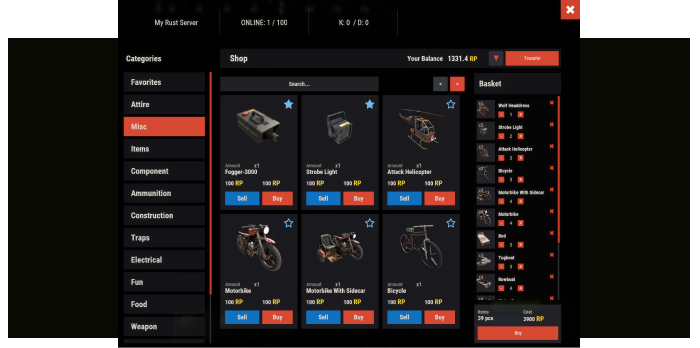 My Rust Server
ONLINE: 1 / 100
K: 0 / D: 0
Categories
Favorites
Attire
Misc
Items
Component
Ammunition
Construction
Traps
Electrical
Fun
Food
Weapon
Shop
Your Balance 1331.4 RP
Transfer
Search...
Amount x1
Fogger-3000
100 RP 100 RP
Sell Buy
Amount x1
Strobe Light
100 RP 100 RP
Sell Buy
Amount x1
Attack Helicopter
100 RP 100 RP
Sell Buy
Amount x1
Motorbike
100 RP 100 RP
Sell Buy
Amount x1
Motorbike With Sidecar
100 RP 100 RP
Sell Buy
Amount x1
Bicycle
100 RP 100 RP
Sell Buy
Basket
Wolf Headdress
1
Strobe Light
2
Attack Helicopter
2
Bicycle
3
Motorbike With Sidecar
4
Motorbike
4
Bed
3
Tugboat
3
Rowboat
4
Items Cost
39 pcs 3900 RP
Buy